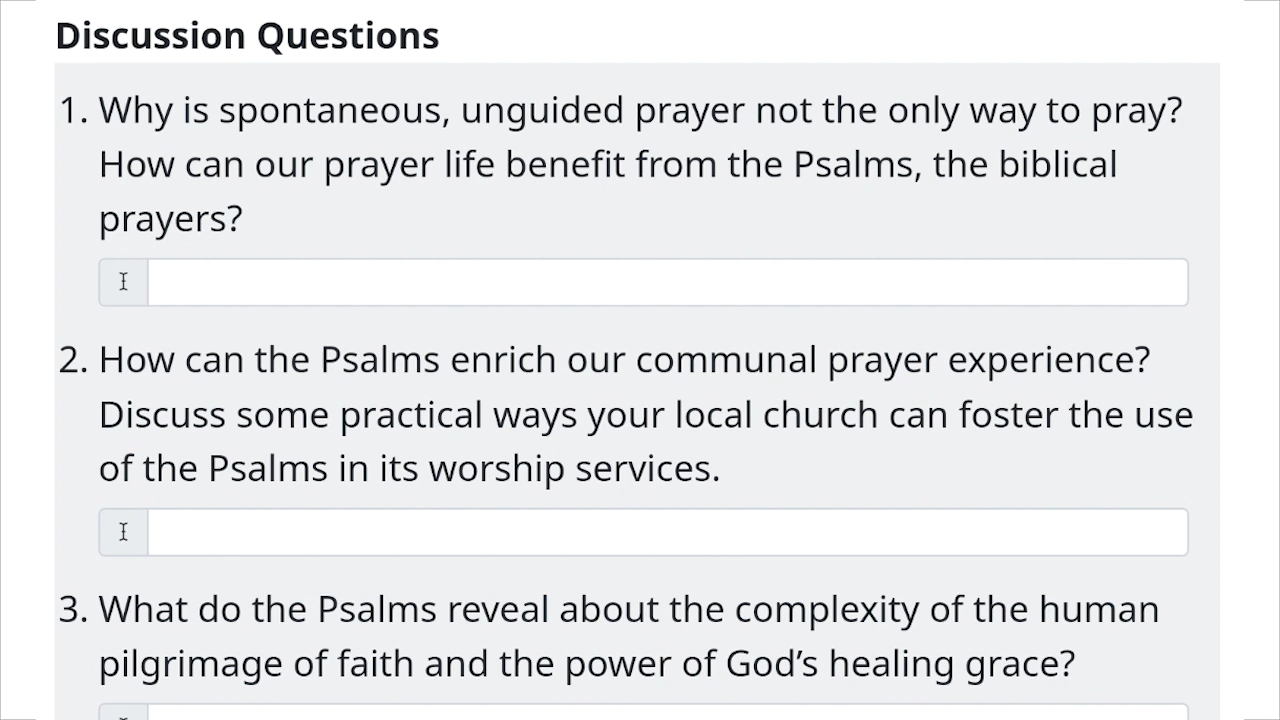 Discussion Questions
1. Why is spontaneous, unguided prayer not the only way to pray?
How can our prayer life benefit from the Psalms, the biblical
prayers?
2. How can the Psalms enrich our communal prayer experience?
Discuss some practical ways your local church can foster the use
of the Psalms in its worship services.
3. What do the Psalms reveal about the complexity of the human
pilgrimage of faith and the power of God’s healing grace?